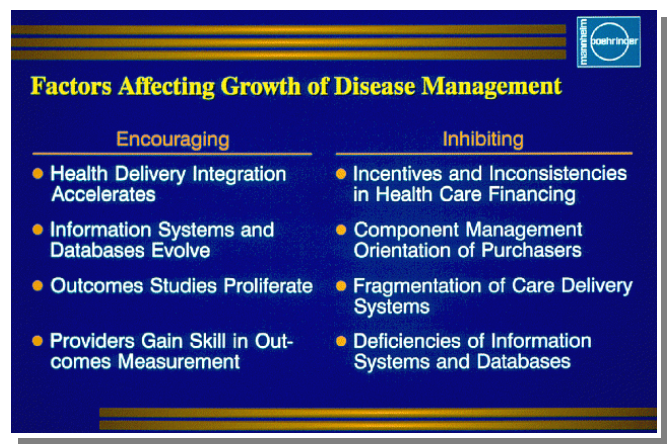 mannheim
boehringer
Factors Affecting Growth of Disease Management
Encouraging
Health Delivery Integration
Accelerates
Information Systems and
Databases Evolve
Outcomes Studies Proliferate
Providers Gain Skill in Out-
comes Measurement
Inhibiting
Incentives and Inconsistencies
in Health Care Financing
Component Management
Orientation of Purchasers
Fragmentation of Care Delivery
Systems
Deficiencies of Information
Systems and Databases